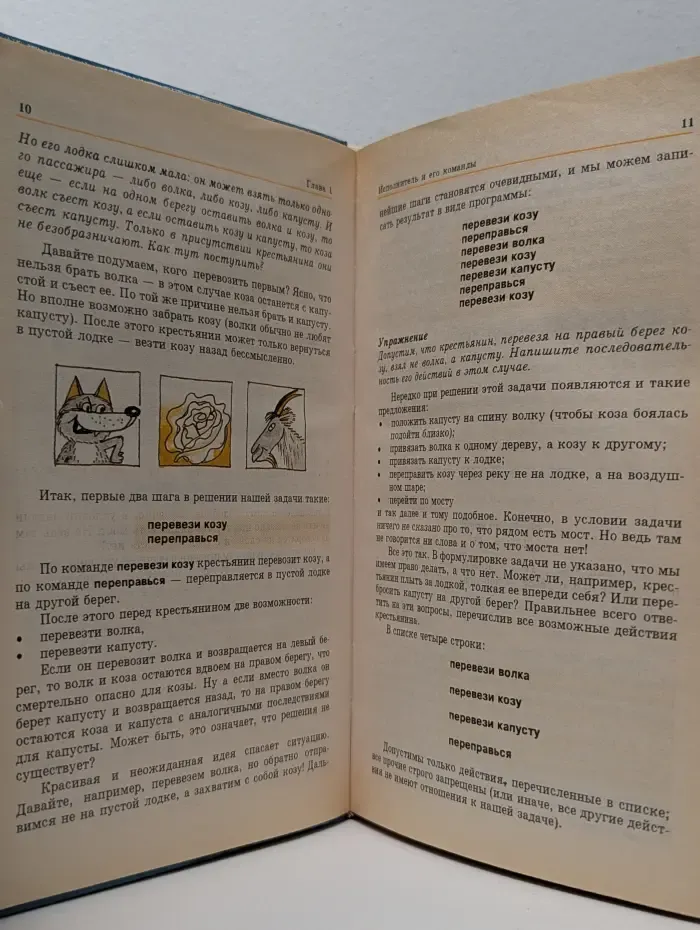 10
Глава 1
Но его лодка слишком мала: он может взять только одно-
го пассажира — либо волка, либо козу, либо капусту. И
еще — если на одном берегу оставить волка и козу, то
волк съест козу, а если оставить козу и капусту, то коза
съест капусту. Только в присутствии крестьянина они
не безобразничают. Как тут поступить?
Давайте подумаем, кого перевозить первым? Ясно, что
нельзя брать волка — в этом случае коза останется с капу-
стой и съест ее. По той же причине нельзя брать и капусту.
Но вполне возможно забрать козу (волки обычно не любят
капусту). После этого крестьянин может только вернуться
в пустой лодке — везти козу назад бессмысленно.
Итак, первые два шага в решении нашей задачи такие:
перевези козу
переправься
По команде перевези козу крестьянин перевозит козу, а
по команде переправься — переправляется в пустой лодке
на другой берег.
После этого перед крестьянином две возможности:
• перевезти волка,
• перевезти капусту.
Если он перевозит волка и возвращается на левый бе-
рег, то волк и коза остаются вдвоем на правом берегу, что
смертельно опасно для козы. Ну а если вместо волка он
берет капусту и возвращается назад, то на правом берегу
остаются коза и капуста с аналогичными последствиями
для капусты. Может быть, это означает, что решения не
существует?
Красивая и неожиданная идея спасает ситуацию.
Давайте, например, перевезем волка, но обратно отпра-
вимся не на пустой лодке, а захватим с собой козу! Даль-
11
Исполнитель и его команды
нейшие шаги становятся очевидными, и мы можем запи-
сать результат в виде программы:
перевези козу
переправься
перевези волка
перевези козу
перевези капусту
переправься
перевези козу
Упражнение
Допустим, что крестьянин, перевезя на правый берег ко-
зу, взял не волка, а капусту. Напишите последователь-
ность его действий в этом случае.
Нередко при решении этой задачи появляются и такие
предложения:
• положить капусту на спину волку (чтобы коза боялась
подойти близко);
• привязать волка к одному дереву, а козу к другому;
• привязать капусту к лодке;
• переправить козу через реку не на лодке, а на воздуш-
ном шаре;
• перейти по мосту
и так далее и тому подобное. Конечно, в условии задачи
ничего не сказано про то, что рядом есть мост. Но ведь там
не говорится ни слова и о том, что моста нет!
Все это так. В формулировке задачи не указано, что мы
имеем право делать, а что нет. Может ли, например, крес-
тьянин плыть за лодкой, толкая ее впереди себя? Или пере-
бросить капусту на другой берег? Правильнее всего отве-
тить на эти вопросы, перечислив все возможные действия
крестьянина.
В списке четыре строки:
перевези волка
перевези козу
перевези капусту
переправься
Допустимы только действия, перечисленные в списке;
все прочие строго запрещены (или иначе, все другие дейст-
вия не имеют отношения к нашей задаче).